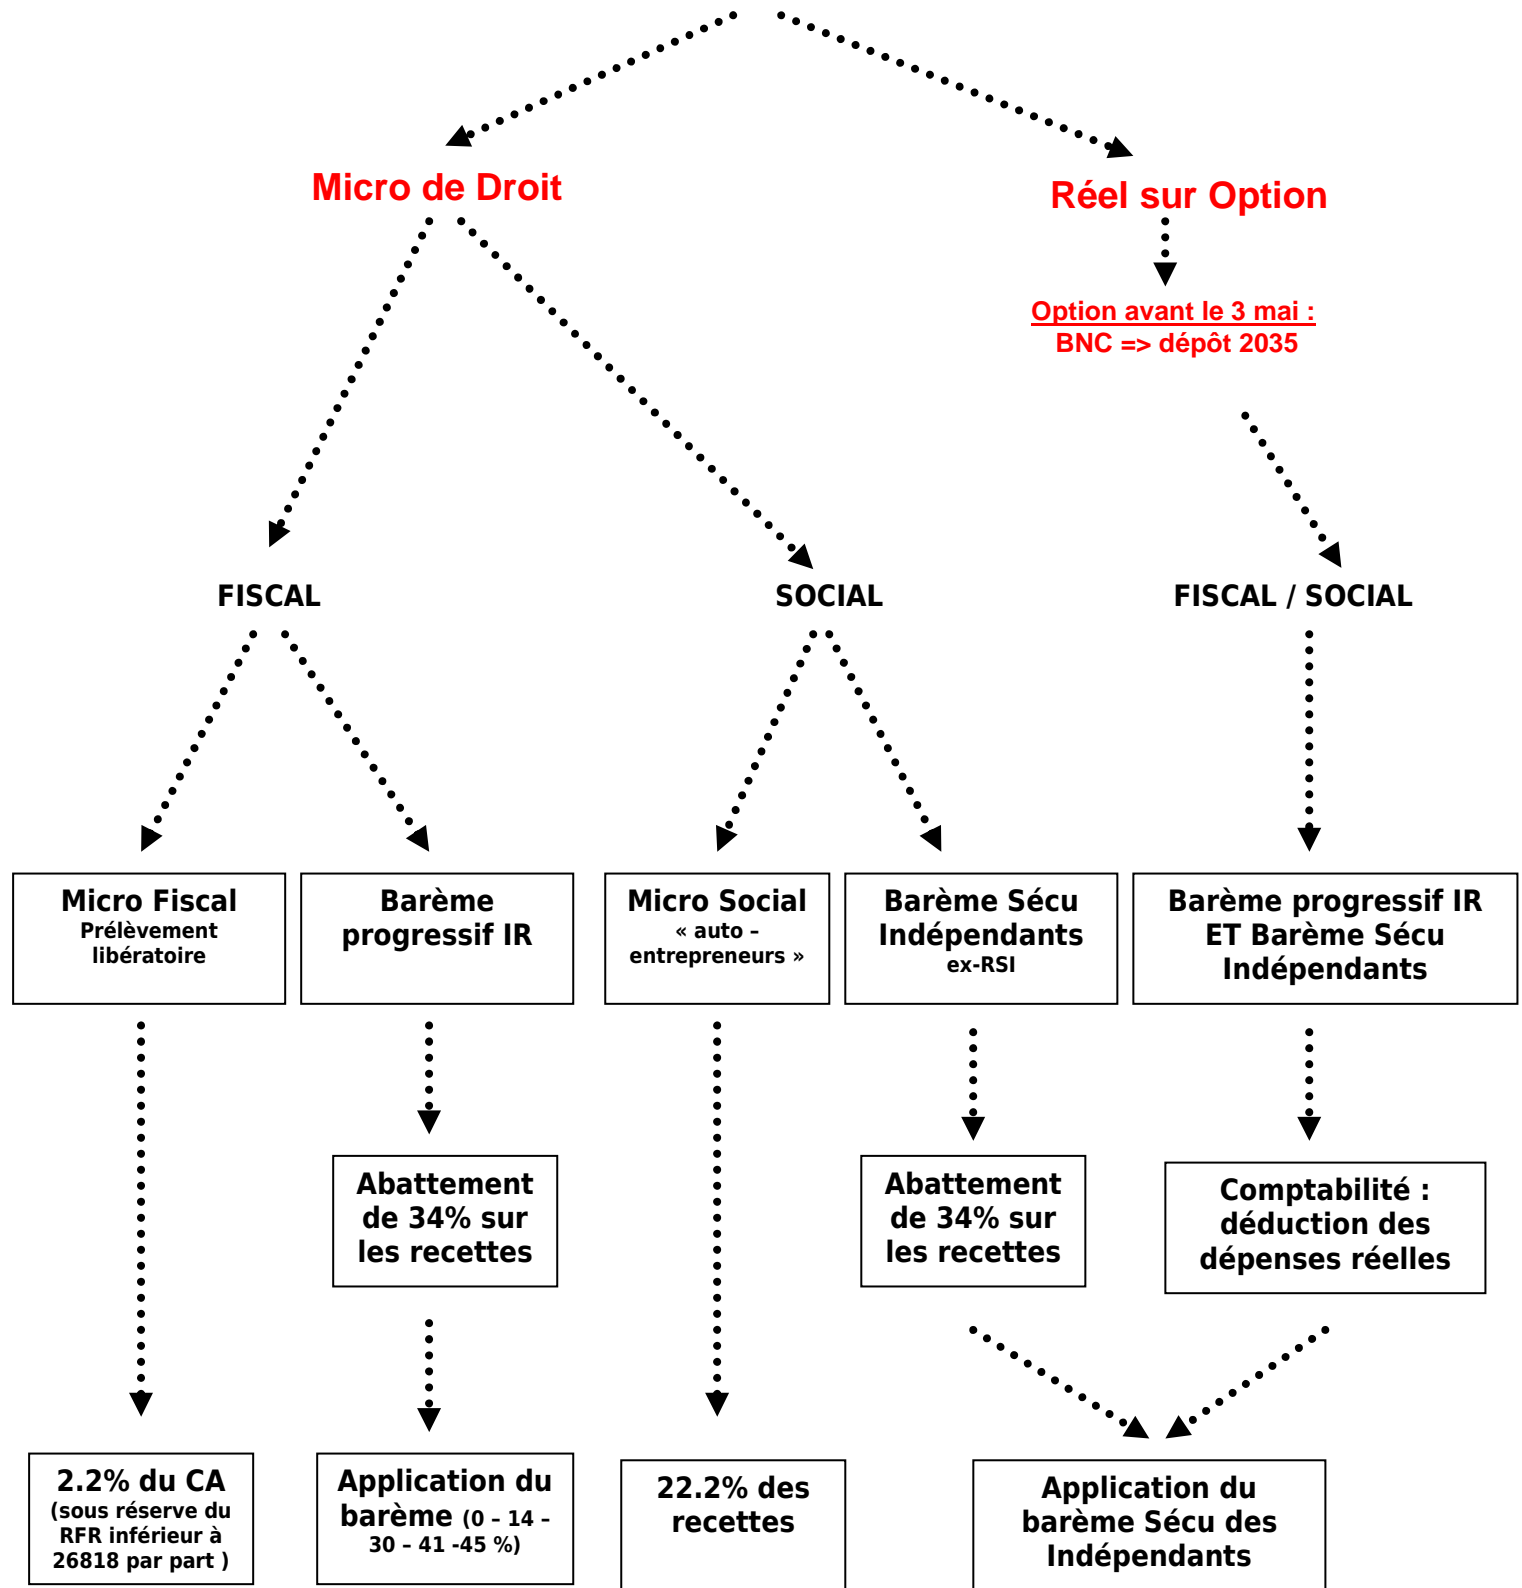 Micro de Droit
Réel sur Option
Option avant le 3 mai :
BNC => dépôt 2035
FISCAL
SOCIAL
FISCAL / SOCIAL
Micro Fiscal
Prélèvement
libératoire
Barème
progressif IR
Micro Social
« auto –
entrepreneurs »
Barème Sécu
Indépendants
ex-RSI
Barème progressif IR
ET Barème Sécu
Indépendants
Abattement
de 34% sur
les recettes
Abattement
de 34% sur
les recettes
Comptabilité :
déduction des
dépenses réelles
2.2% du CA
(sous réserve du
RFR inférieur à
26818 par part )
Application du
barème (0 – 14 –
30 – 41 -45 %)
22.2% des
recettes
Application du
barème Sécu des
Indépendants